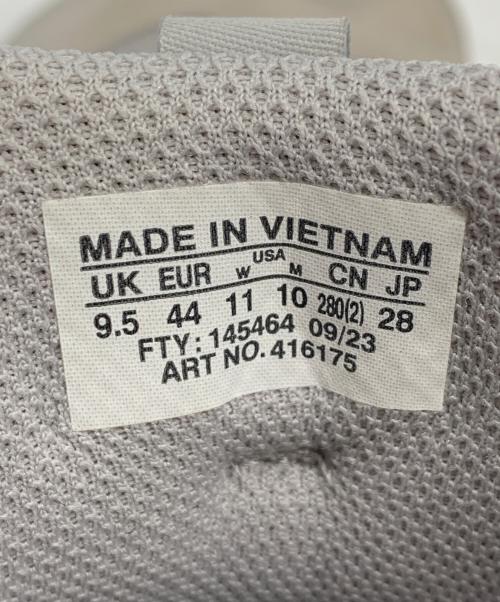 MADE IN VIETNAM
USA
UK EUR W M CN JP
9.5 44 11 10 280(2) 28
FTY: 145464 09/23
ART NO. 416175